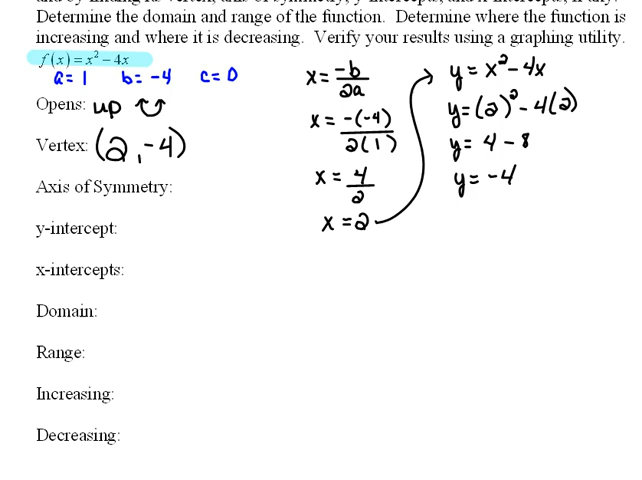 and by finding its vertex, axis of symmetry, y-intercepts, and x-intercepts, if any.
Determine the domain and range of the function. Determine where the function is
increasing and where it is decreasing. Verify your results using a graphing utility.
f(x) = x² − 4x
a = 1 b = −4 c = 0
Opens: up
Vertex: (2, −4)
Axis of Symmetry:
y-intercept:
x-intercepts:
Domain:
Range:
Increasing:
Decreasing:
x = −b/2a
x = −(−4)/2(1)
x = 4/2
x = 2
y = x² − 4x
y = (2)² − 4(2)
y = 4 − 8
y = −4